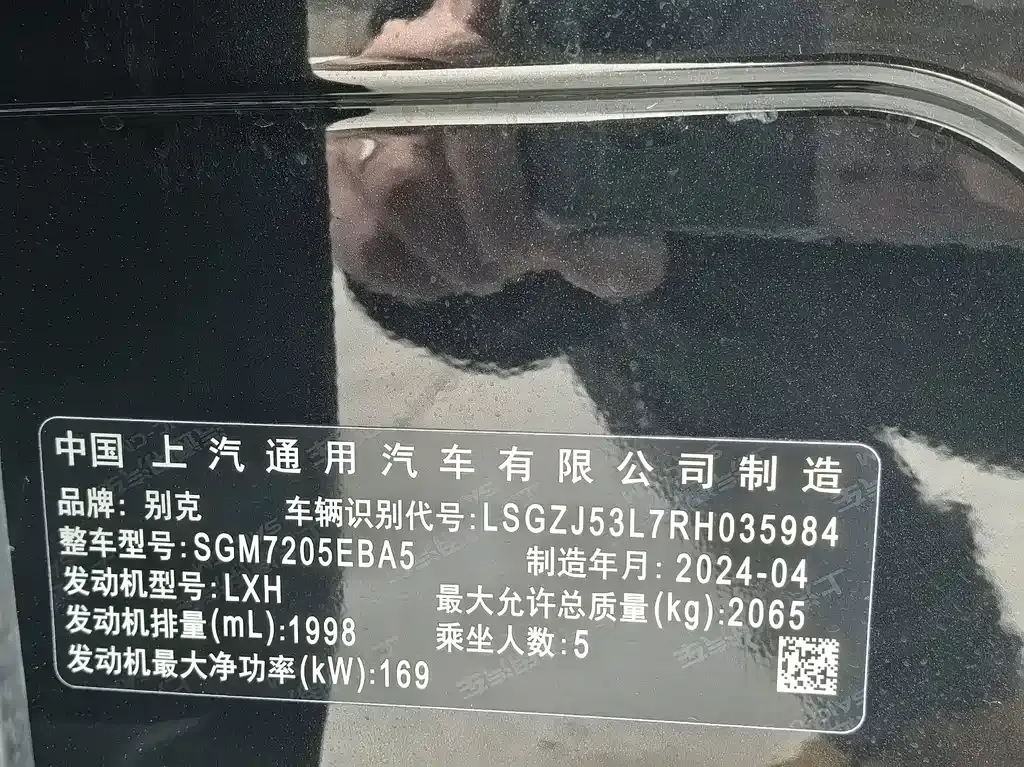 中国 上汽通用汽车有限公司制造
品牌: 别克 车辆识别代号:LSGZJ53L7RH035984
整车型号:SGM7205EBA5 制造年月: 2024-04
发动机型号:LXH 最大允许总质量(kg):2065
发动机排量(mL):1998 乘坐人数:5
发动机最大净功率(kW):169